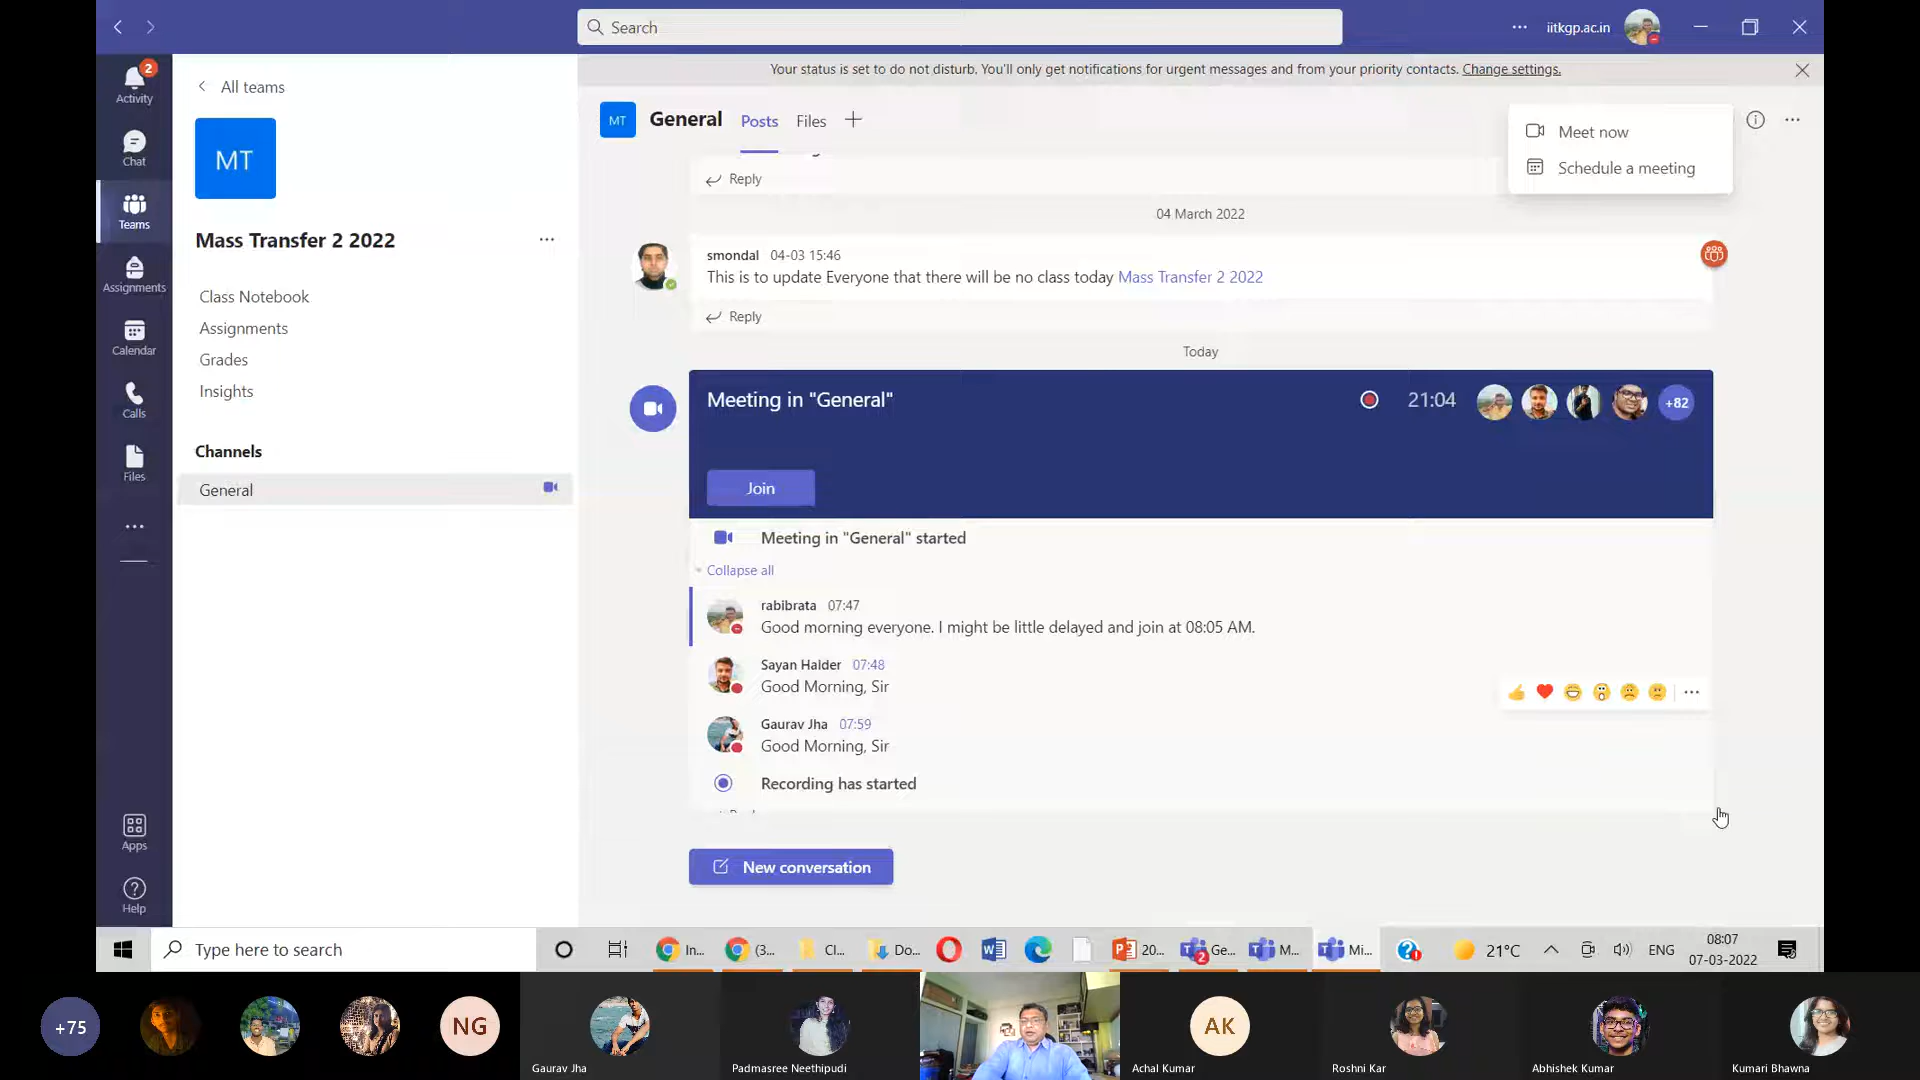 Search
iitkgp.ac.in
Your status is set to do not disturb. You'll only get notifications for urgent messages and from your priority contacts. Change settings.
2
Activity
Chat
Teams
Assignments
Calendar
Calls
Files
Apps
Help
All teams
MT
Mass Transfer 2 2022
Class Notebook
Assignments
Grades
Insights
Channels
General
MT
General
Posts
Files
Meet now
Schedule a meeting
Reply
04 March 2022
smondal 04-03 15:46
This is to update Everyone that there will be no class today Mass Transfer 2 2022
Reply
Today
Meeting in "General"
21:04
+82
Join
Meeting in "General" started
Collapse all
rabibrata 07:47
Good morning everyone. I might be little delayed and join at 08:05 AM.
Sayan Halder 07:48
Good Morning, Sir
Gaurav Jha 07:59
Good Morning, Sir
Recording has started
New conversation
Type here to search
In...
(3...
Cl...
Do...
20...
2
Ge...
M...
Mi...
21°C
ENG
08:07
07-03-2022
+75
NG
Gaurav Jha
Padmasree Neethipudi
AK
Achal Kumar
Roshni Kar
Abhishek Kumar
Kumari Bhawna